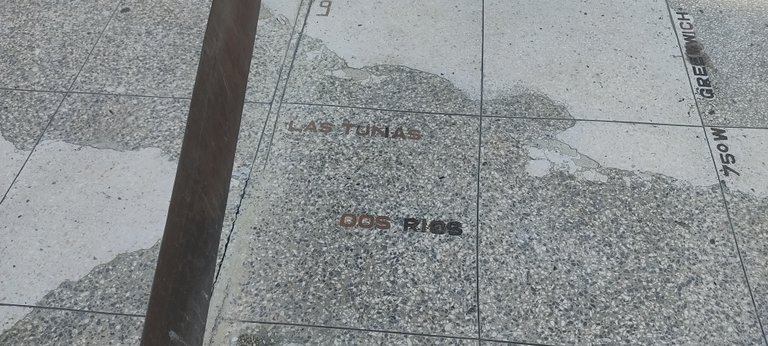 9
LAS TUNAS
DOS RIOS
75°W · GREENWICH